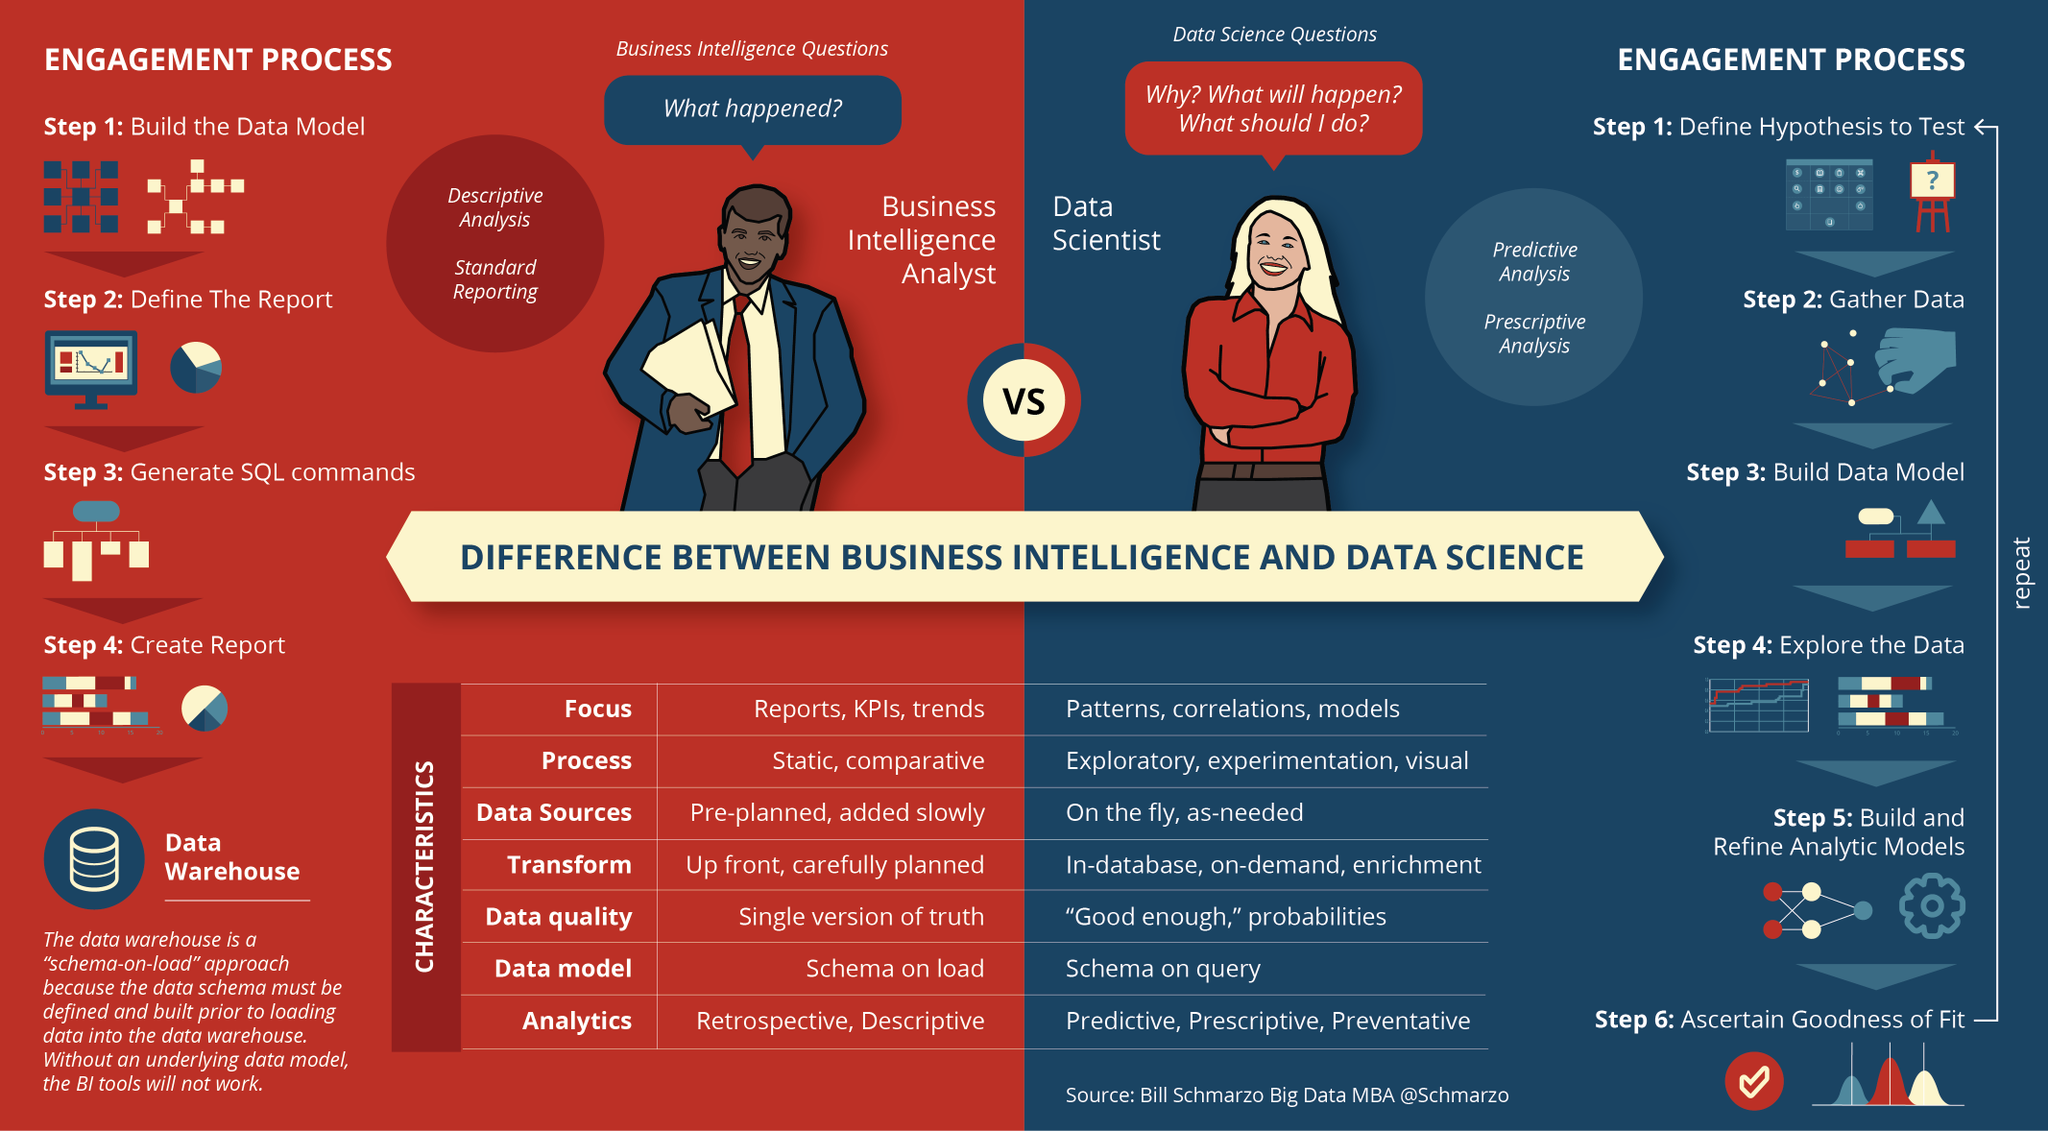 ENGAGEMENT PROCESS
Step 1: Build the Data Model
Step 2: Define The Report
Step 3: Generate SQL commands
Step 4: Create Report
0 5 10 15 20
Data
Warehouse
The data warehouse is a
“schema-on-load” approach
because the data schema must be
defined and built prior to loading
data into the data warehouse.
Without an underlying data model,
the BI tools will not work.
Business Intelligence Questions
What happened?
Descriptive
Analysis
Standard
Reporting
Business
Intelligence
Analyst
VS
Data Science Questions
Why? What will happen?
What should I do?
Data
Scientist
Predictive
Analysis
Prescriptive
Analysis
DIFFERENCE BETWEEN BUSINESS INTELLIGENCE AND DATA SCIENCE
CHARACTERISTICS
Focus Reports, KPIs, trends Patterns, correlations, models
Process Static, comparative Exploratory, experimentation, visual
Data Sources Pre-planned, added slowly On the fly, as-needed
Transform Up front, carefully planned In-database, on-demand, enrichment
Data quality Single version of truth “Good enough,” probabilities
Data model Schema on load Schema on query
Analytics Retrospective, Descriptive Predictive, Prescriptive, Preventative
Source: Bill Schmarzo Big Data MBA @Schmarzo
ENGAGEMENT PROCESS
Step 1: Define Hypothesis to Test
?
Step 2: Gather Data
Step 3: Build Data Model
Step 4: Explore the Data
0 5 10 15 20
Step 5: Build and
Refine Analytic Models
Step 6: Ascertain Goodness of Fit
repeat